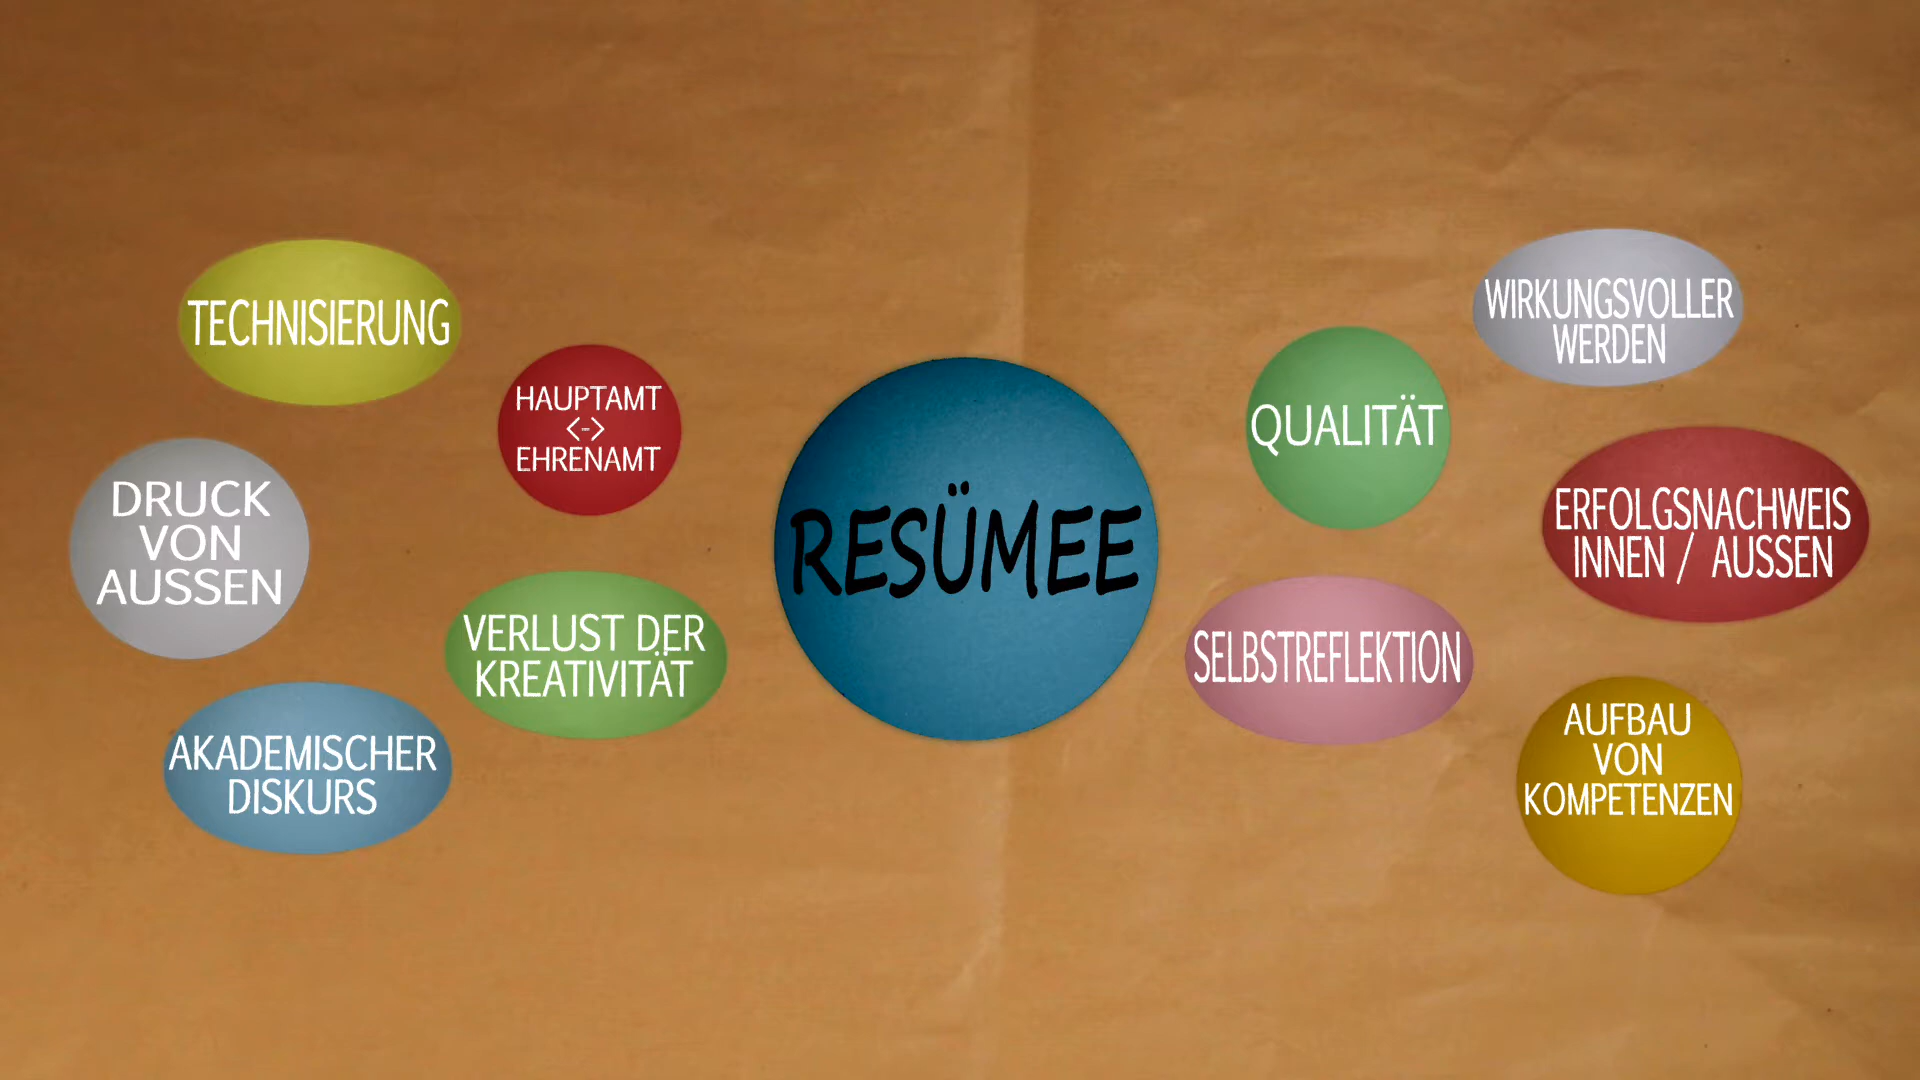 TECHNISIERUNG
HAUPTAMT
<->
EHRENAMT
DRUCK
VON
AUSSEN
VERLUST DER
KREATIVITÄT
AKADEMISCHER
DISKURS
RESÜMEE
QUALITÄT
WIRKUNGSVOLLER
WERDEN
ERFOLGSNACHWEIS
INNEN / AUSSEN
SELBSTREFLEKTION
AUFBAU
VON
KOMPETENZEN